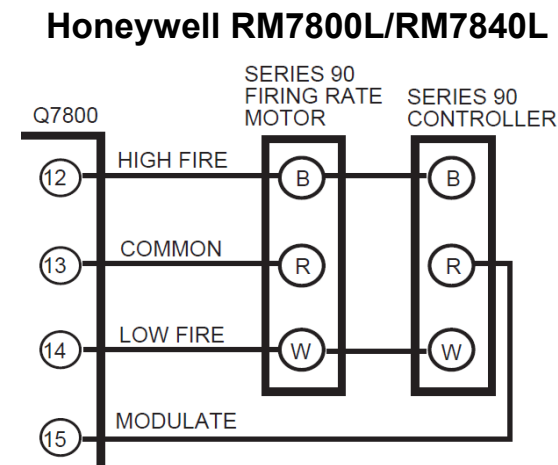 Honeywell RM7800L/RM7840L
SERIES 90
FIRING RATE
MOTOR
SERIES 90
CONTROLLER
Q7800
12
HIGH FIRE
B
B
13
COMMON
R
R
14
LOW FIRE
W
W
15
MODULATE